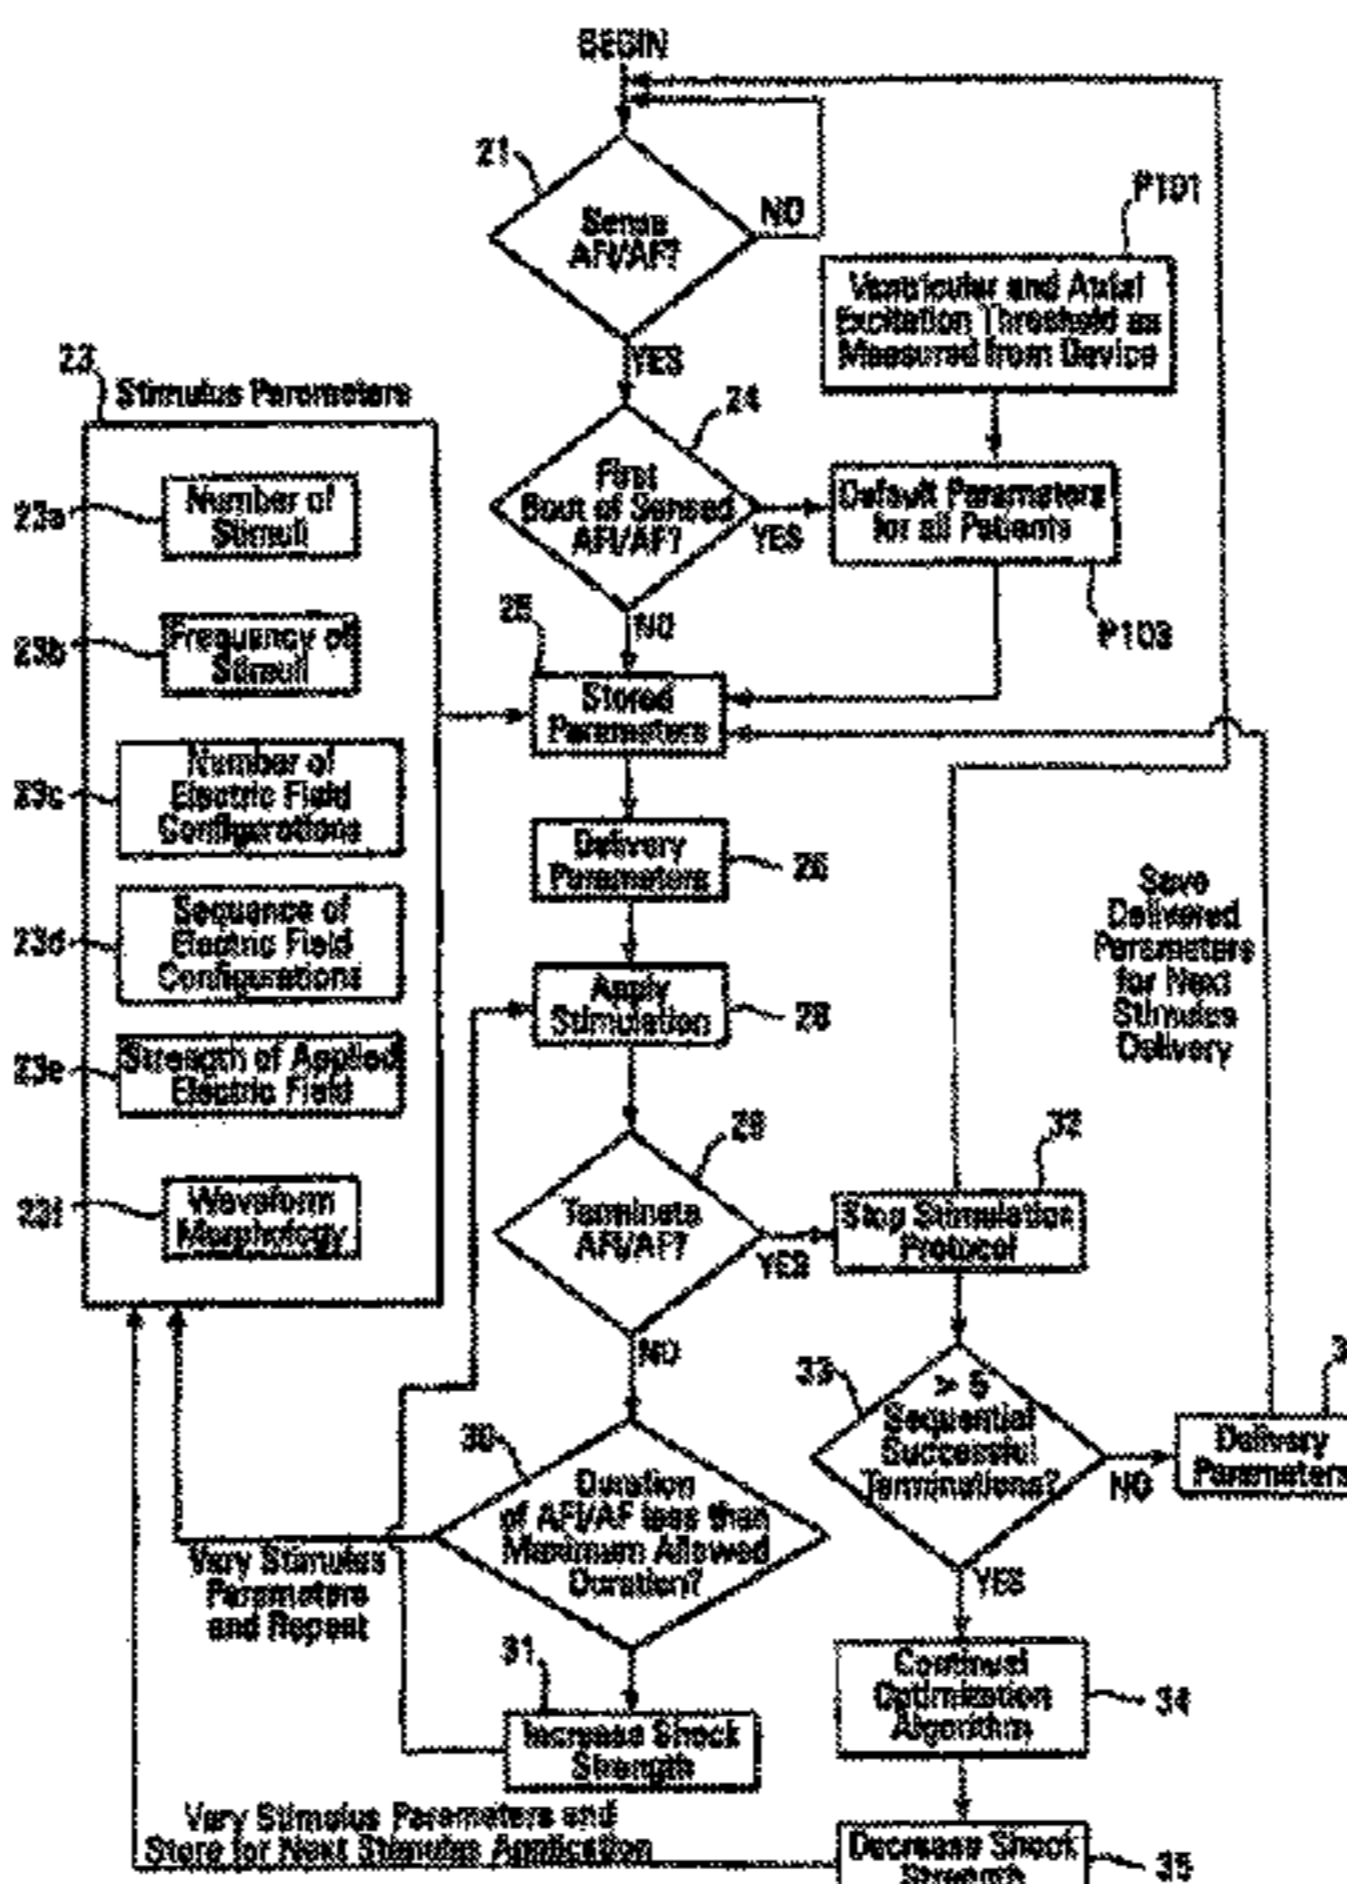 BEGIN
21
Sense
AFl/AF?
NO
P101
Ventricular and Atrial
Excitation Threshold as
Measured from Device
YES
23
Stimulus Parameters
24
First
Bout of Sensed
AFl/AF?
YES
Default Parameters
for all Patients
23a
Number of
Stimuli
NO
P103
23b
Frequency of
Stimuli
25
Stored
Parameters
23c
Number of
Electric Field
Configurations
Delivery
Parameters
26
Save
Delivered
Parameters
for Next
Stimulus
Delivery
23d
Sequence of
Electric Field
Configurations
Apply
Stimulation
28
23e
Strength of Applied
Electric Field
29
32
23f
Waveform
Morphology
Terminate
AFl/AF?
YES
Stop Stimulation
Protocol
NO
33
> 5
Sequential
Successful
Terminations?
NO
Delivery
Parameters
30
Duration
of AFl/AF less than
Maximum Allowed
Duration?
Vary Stimulus
Parameters
and Repeat
YES
31
Increase Shock
Strength
Continual
Optimization
Algorithm
34
Vary Stimulus Parameters and
Store for Next Stimulus Application
Decrease Shock
Strength
35